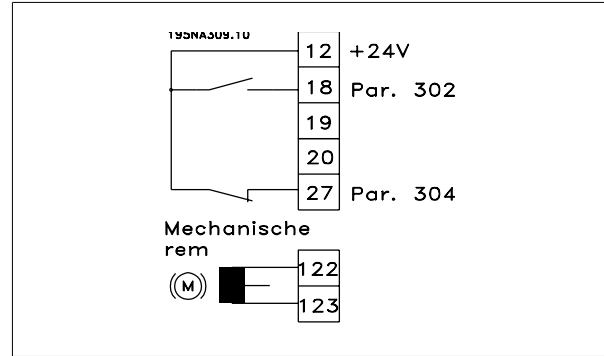 195NA309.10
12 +24V
18 Par. 302
19
20
27 Par. 304
Mechanische
rem
M
122
123